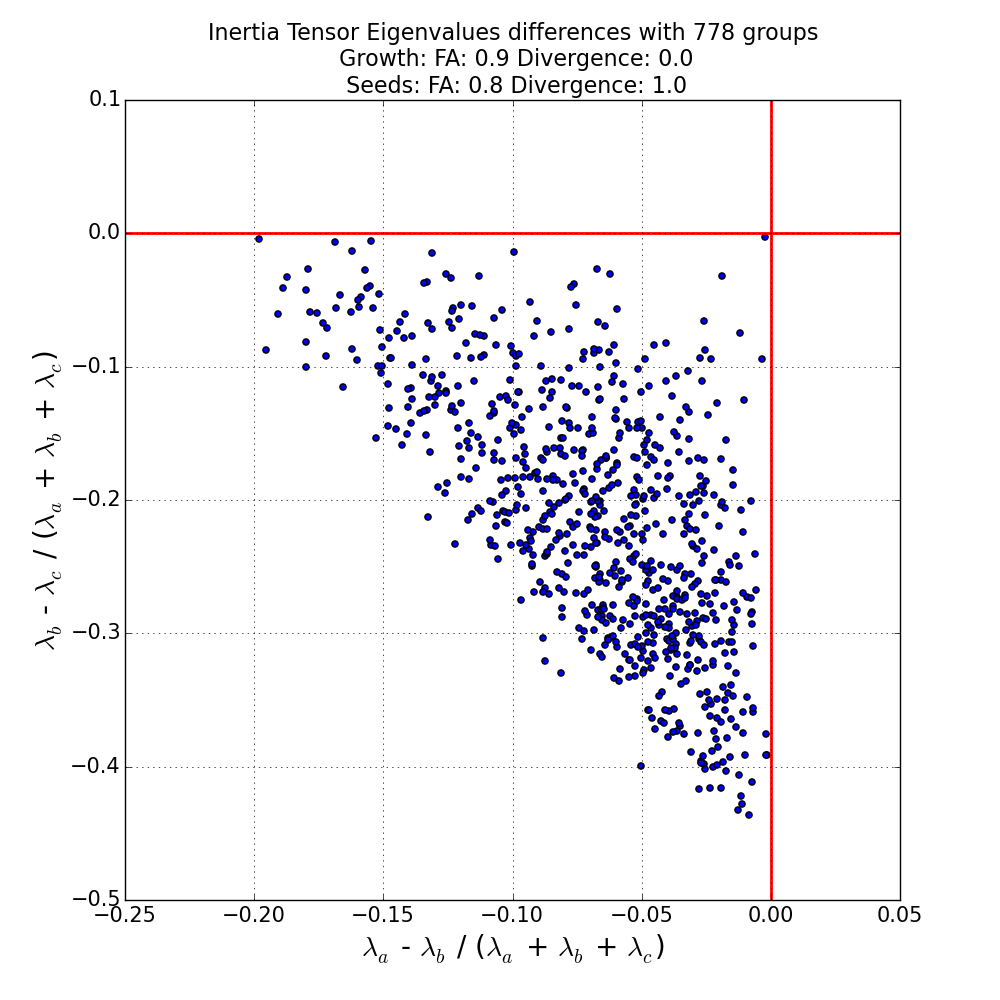 Inertia Tensor Eigenvalues differences with 778 groups
Growth: FA: 0.9 Divergence: 0.0
Seeds: FA: 0.8 Divergence: 1.0
0.1
0.0
−0.1
−0.2
−0.3
−0.4
−0.5
λb - λc / (λa + λb + λc)
−0.25 −0.20 −0.15 −0.10 −0.05 0.00 0.05
λa - λb / (λa + λb + λc)